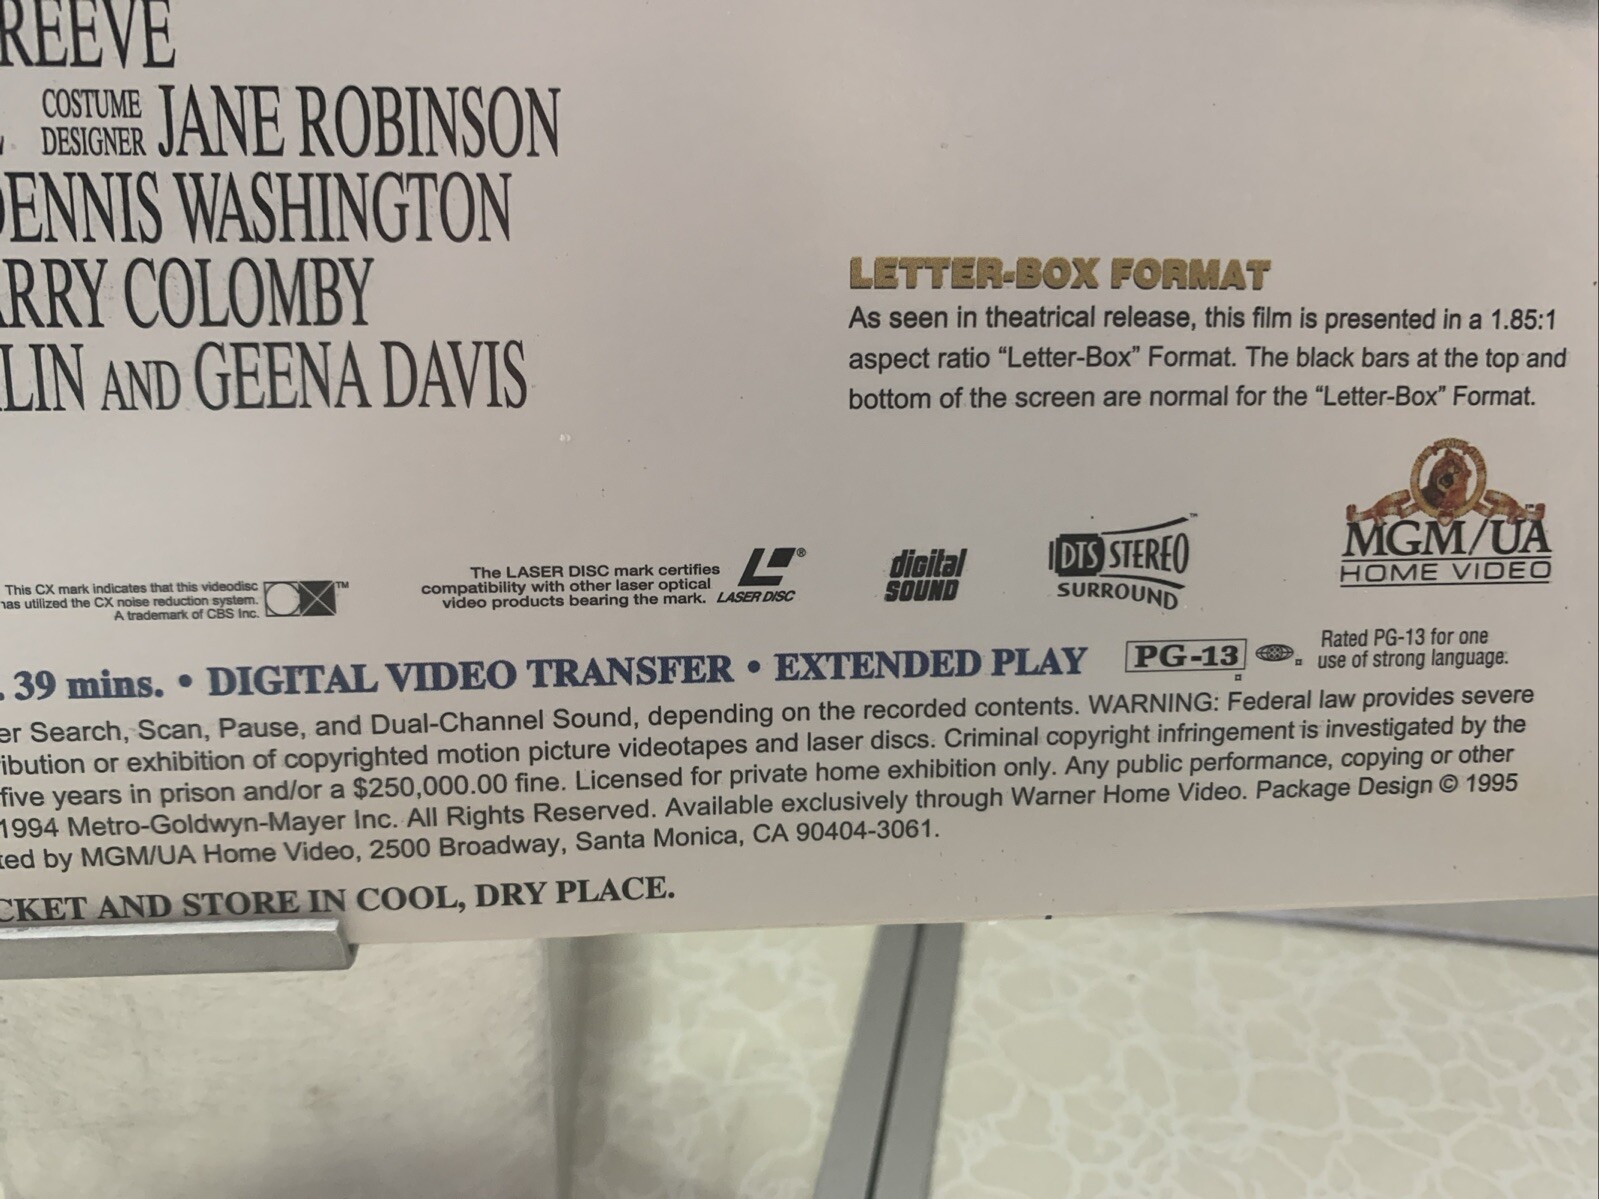 REEVE
COSTUME DESIGNER JANE ROBINSON
DENNIS WASHINGTON
ARRY COLOMBY
LIN AND GEENA DAVIS
LETTER-BOX FORMAT
As seen in theatrical release, this film is presented in a 1.85:1
aspect ratio “Letter-Box” Format. The black bars at the top and
bottom of the screen are normal for the “Letter-Box” Format.
This CX mark indicates that this videodisc
has utilized the CX noise reduction system.
A trademark of CBS Inc.
CX™
The LASER DISC mark certifies
compatibility with other laser optical
video products bearing the mark.
®
LASER DISC
digital
SOUND
DTS STEREO™
SURROUND
MGM/UA
HOME VIDEO
. 39 mins. • DIGITAL VIDEO TRANSFER • EXTENDED PLAY
PG-13
Rated PG-13 for one
use of strong language.
er Search, Scan, Pause, and Dual-Channel Sound, depending on the recorded contents. WARNING: Federal law provides severe
ibution or exhibition of copyrighted motion picture videotapes and laser discs. Criminal copyright infringement is investigated by the
five years in prison and/or a $250,000.00 fine. Licensed for private home exhibition only. Any public performance, copying or other
1994 Metro-Goldwyn-Mayer Inc. All Rights Reserved. Available exclusively through Warner Home Video. Package Design © 1995
ted by MGM/UA Home Video, 2500 Broadway, Santa Monica, CA 90404-3061.
CKET AND STORE IN COOL, DRY PLACE.